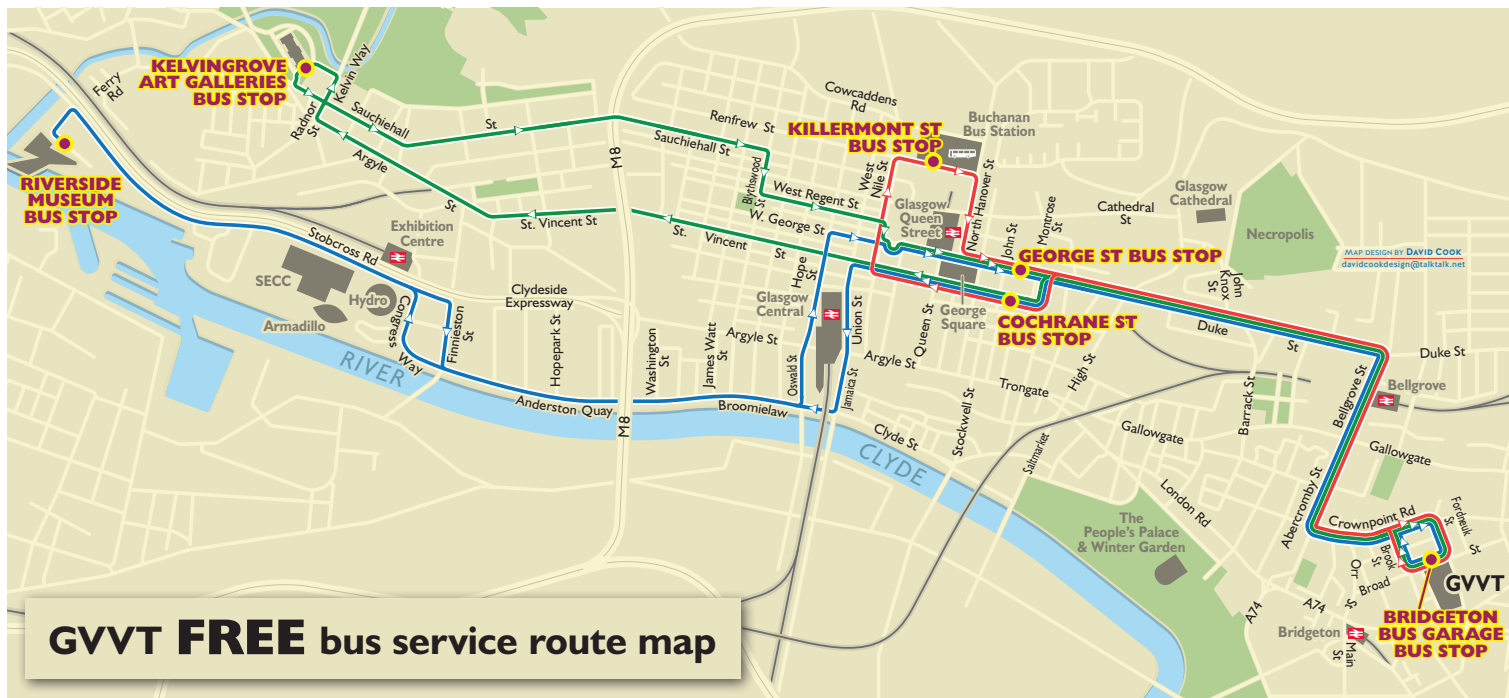 KELVINGROVE
ART GALLERIES
BUS STOP
Ferry
Rd
Kelvin Way
Radnor
St
Sauchiehall
St
Argyle
St
RIVERSIDE
MUSEUM
BUS STOP
M8
Renfrew St
Sauchiehall St
Cowcaddens
Rd
KILLERMONT ST
BUS STOP
Buchanan
Bus Station
West
Nile St
North Hanover St
Blythswood
St
West Regent St
W. George St
St. Vincent St
St.
Vincent
St
Glasgow
Queen
Street
John St
Montrose
St
Cathedral
St
Glasgow
Cathedral
Necropolis
MAP DESIGN BY DAVID COOK
davidcookdesign@talktalk.net
GEORGE ST BUS STOP
John
Knox
St
COCHRANE ST
BUS STOP
George
Square
Queen St
Hope
St
Glasgow
Central
Union St
Argyle St
Argyle St
Oswald St
Jamaica St
Stobcross Rd
Exhibition
Centre
SECC
Hydro
Armadillo
Congress
Way
Finnieston
St
Clydeside
Expressway
Hopepark St
Washington
St
James Watt
St
RIVER
CLYDE
Anderston Quay
M8
Broomielaw
Clyde St
Stockwell St
Trongate
High St
Saltmarket
Gallowgate
London Rd
Duke
St
Duke St
Barrack St
Bellgrove St
Bellgrove
Gallowgate
Abercromby St
Crownpoint Rd
Fordneuk
St
Brook
St
Orr
St
Broad
GVVT
The
People's Palace
& Winter Garden
A74
A74
Bridgeton
Main
St
BRIDGETON
BUS GARAGE
BUS STOP
GVVT FREE bus service route map